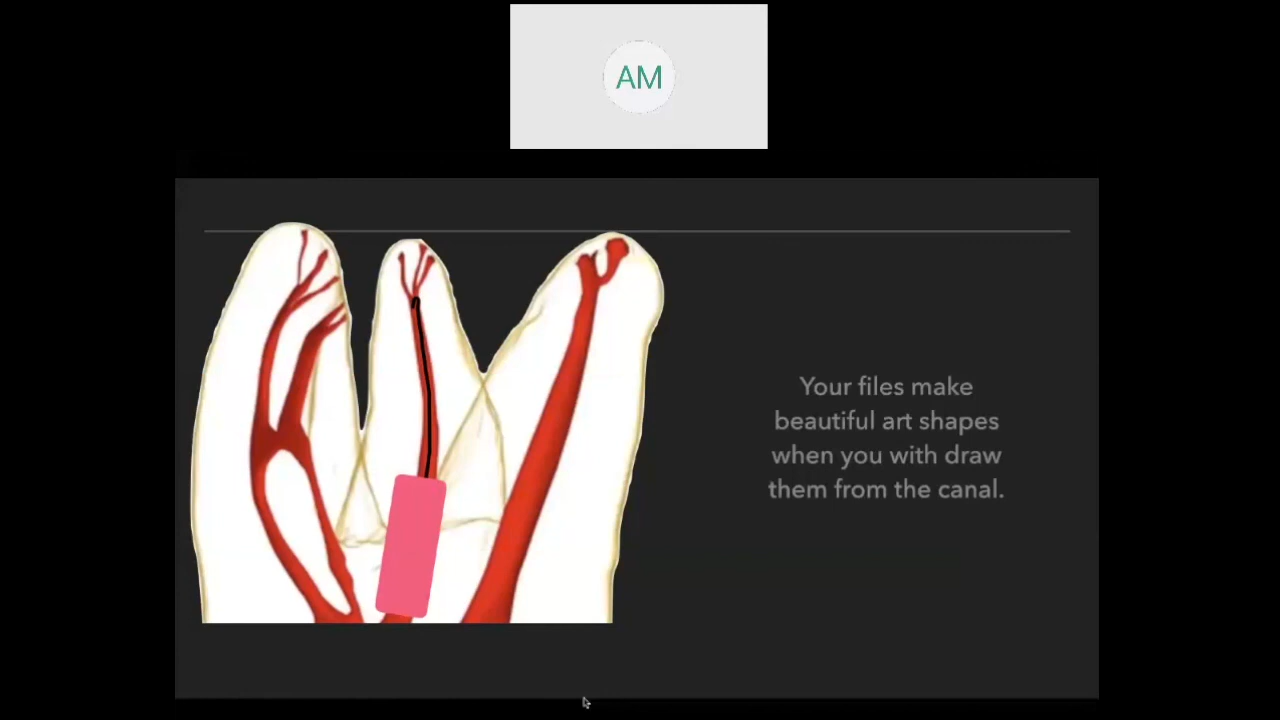 AM
Your files make
beautiful art shapes
when you with draw
them from the canal.